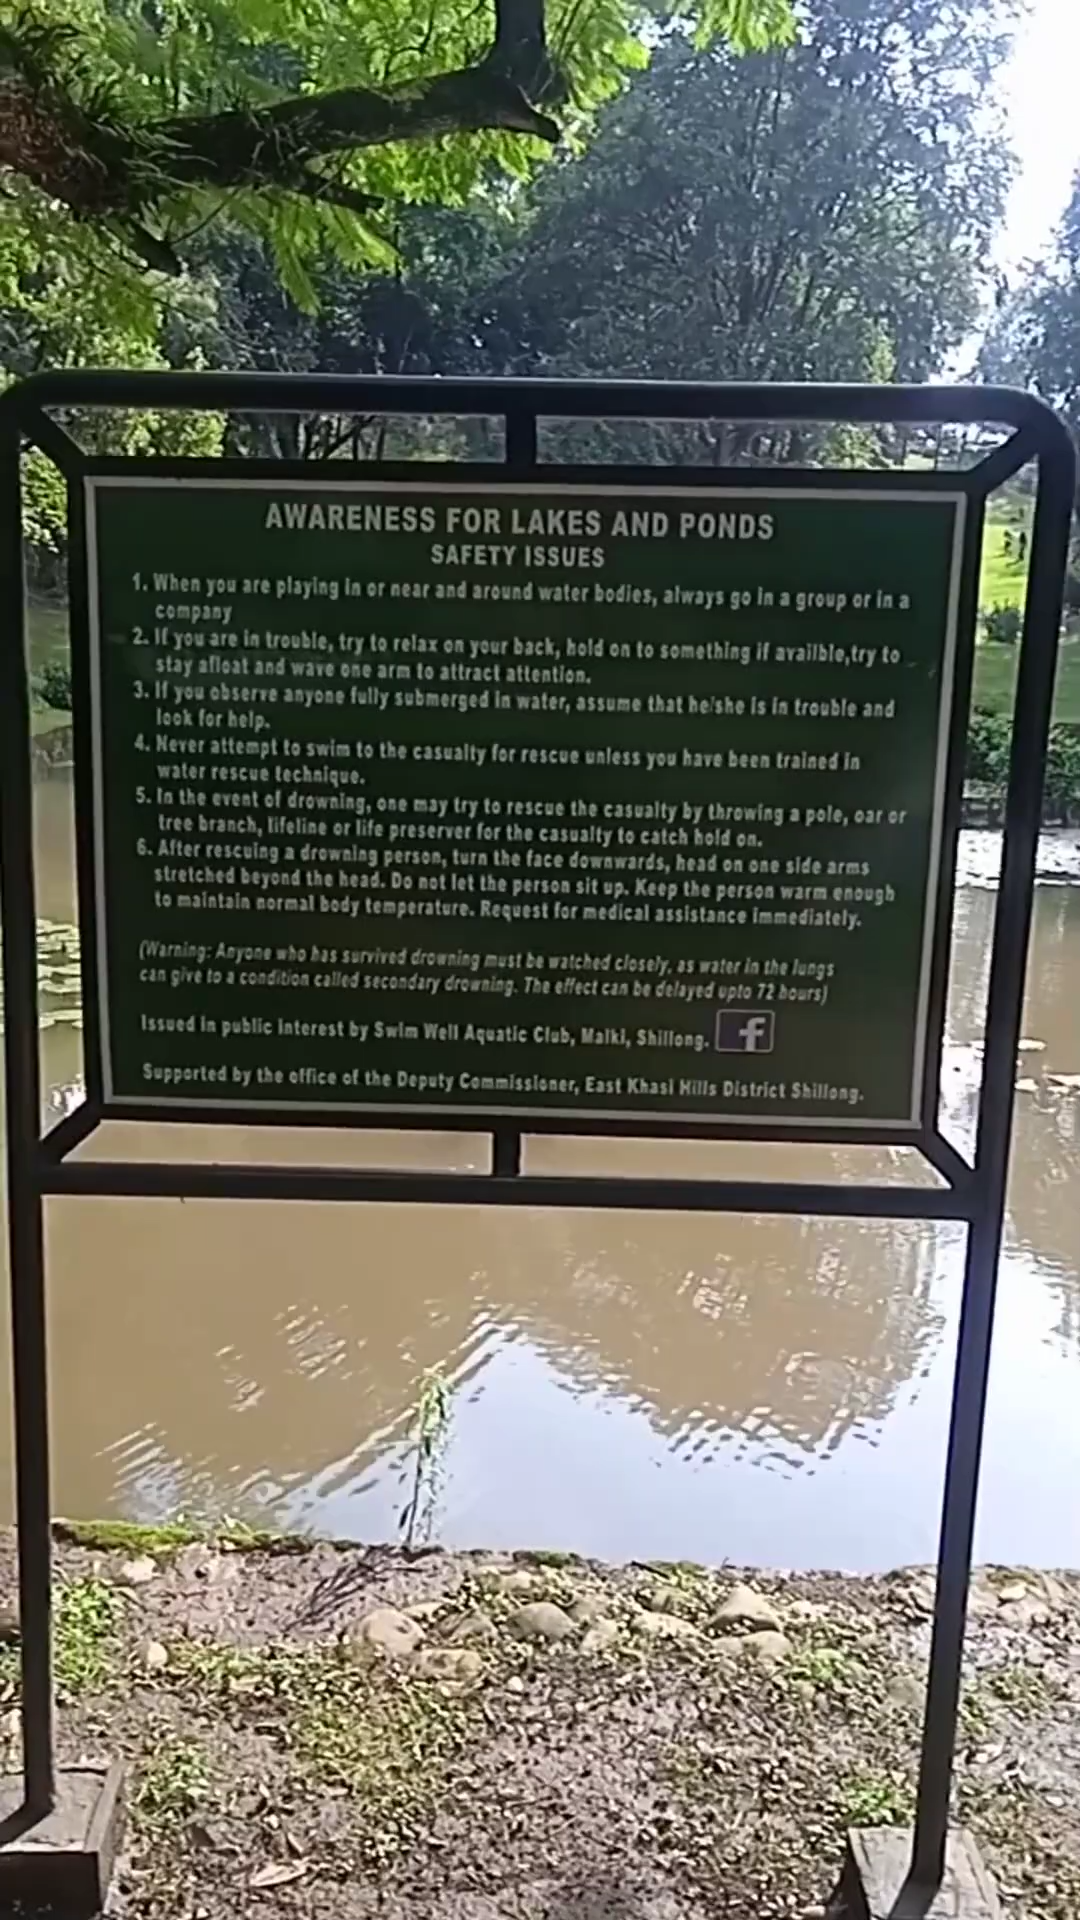 AWARENESS FOR LAKES AND PONDS
SAFETY ISSUES
1. When you are playing in or near and around water bodies, always go in a group or in a
company
2. If you are in trouble, try to relax on your back, hold on to something if availble,try to
stay afloat and wave one arm to attract attention.
3. If you observe anyone fully submerged in water, assume that he/she is in trouble and
look for help.
4. Never attempt to swim to the casualty for rescue unless you have been trained in
water rescue technique.
5. In the event of drowning, one may try to rescue the casualty by throwing a pole, oar or
tree branch, lifeline or life preserver for the casualty to catch hold on.
6. After rescuing a drowning person, turn the face downwards, head on one side arms
stretched beyond the head. Do not let the person sit up. Keep the person warm enough
to maintain normal body temperature. Request for medical assistance immediately.
(Warning: Anyone who has survived drowning must be watched closely, as water in the lungs
can give to a condition called secondary drowning. The effect can be delayed upto 72 hours)
Issued in public interest by Swim Well Aquatic Club, Malki, Shillong. f
Supported by the office of the Deputy Commissioner, East Khasi Hills District Shillong.